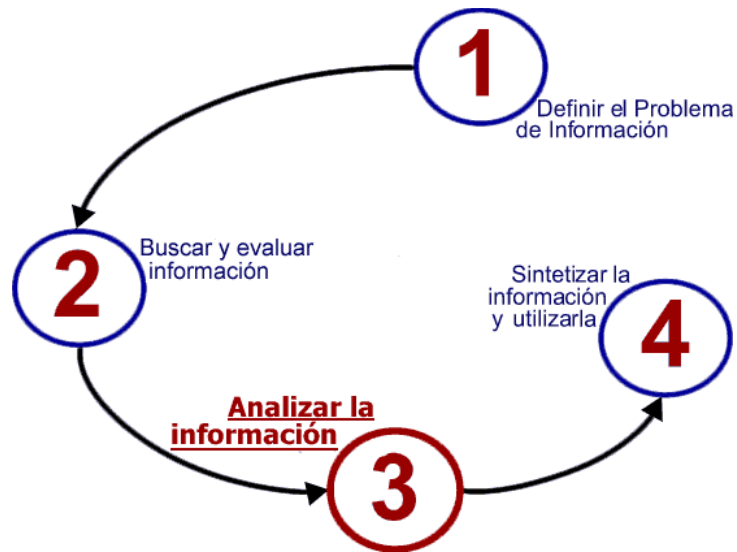 1
Definir el Problema
de Información
2
Buscar y evaluar
información
Analizar la
información
3
Sintetizar la
información
y utilizarla
4